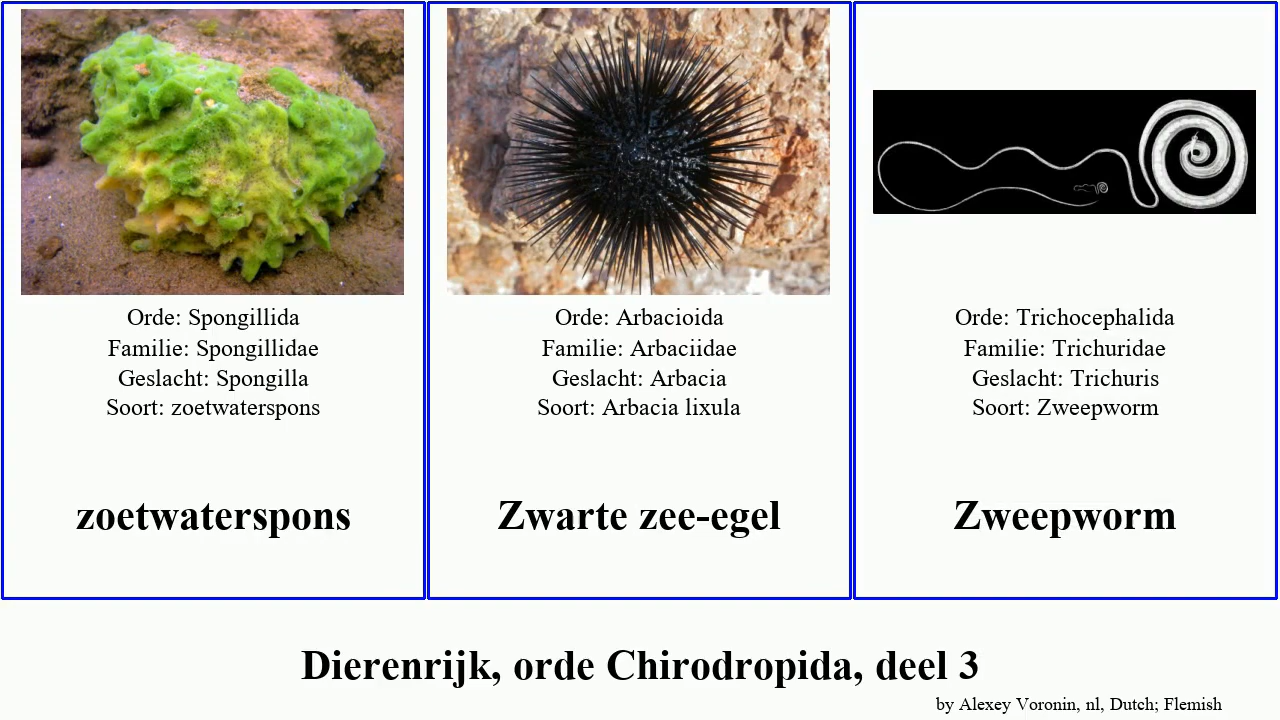 Orde: Spongillida
Familie: Spongillidae
Geslacht: Spongilla
Soort: zoetwaterspons
zoetwaterspons
Orde: Arbacioida
Familie: Arbaciidae
Geslacht: Arbacia
Soort: Arbacia lixula
Zwarte zee-egel
Orde: Trichocephalida
Familie: Trichuridae
Geslacht: Trichuris
Soort: Zweepworm
Zweepworm
Dierenrijk, orde Chirodropida, deel 3
by Alexey Voronin, nl, Dutch; Flemish